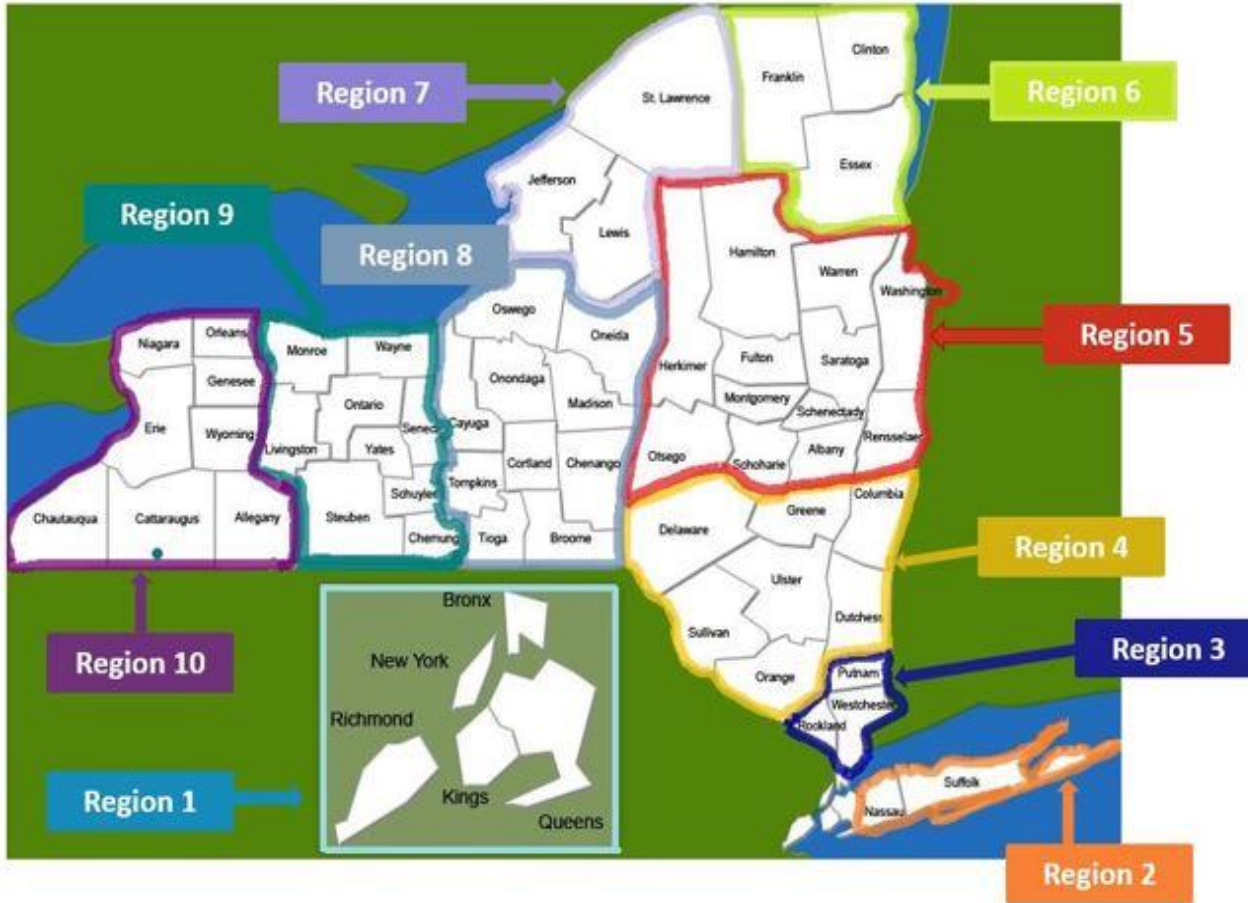 Clinton
Franklin
Region 7
St. Lawrence
Region 6
Essex
Jefferson
Region 9
Lewis
Region 8
Hamilton
Warren
Washington
Oswego
Oneida
Orleans
Niagara
Monroe
Wayne
Region 5
Fulton
Saratoga
Herkimer
Onondaga
Genesee
Montgomery
Madison
Ontario
Schenectady
Cayuga
Senec
Erie
Wyoming
Rensselaer
Livingston
Yates
Albany
Otsego
Schoharie
Cortland
Chenango
Tompkins
Schuyler
Columbia
Greene
Chautauqua
Cattaraugus
Allegany
Steuben
Delaware
Chemung
Tioga
Broome
Region 4
Ulster
Bronx
Dutchess
Sullivan
Region 10
New York
Region 3
Orange
Putnam
Westchester
Richmond
Rockland
Region 1
Suffolk
Kings
Nassau
Queens
Region 2